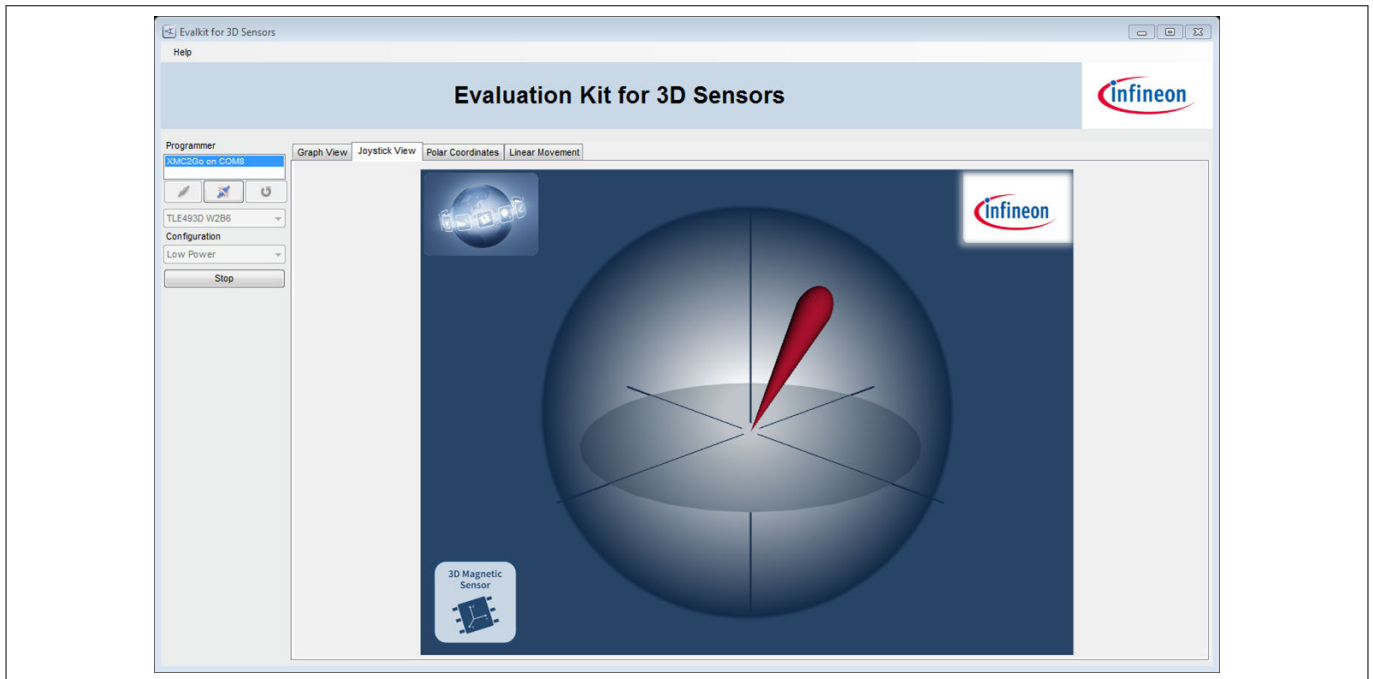 Evalkit for 3D Sensors
Help
Evaluation Kit for 3D Sensors
infineon
Programmer
XMC2Go on COM8
TLE493D W2B6
Configuration
Low Power
Stop
Graph View Joystick View Polar Coordinates Linear Movement
infineon
3D Magnetic
Sensor